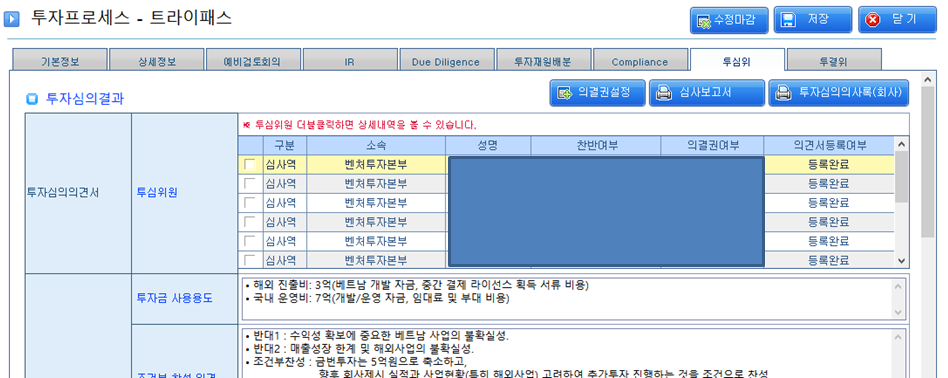 투자프로세스 - 트라이패스
수정마감 저장 닫 기
기본정보 상세정보 예비검토회의 IR Due Diligence 투자재원배분 Compliance 투심위 투결위
투자심의결과 의결권설정 심사보고서 투자심의의사록(회사)
투심위원 더블클릭하면 상세내역을 볼 수 있습니다.
구분 소속 성명 찬반여부 의결권여부 의견서등록여부
심사역 벤처투자본부 등록완료
심사역 벤처투자본부 등록완료
투자심의의견서 투심위원 심사역 벤처투자본부 등록완료
심사역 벤처투자본부 등록완료
심사역 벤처투자본부 등록완료
심사역 벤처투자본부 등록완료
투자금 사용용도
• 해외 진출비: 3억(베트남 개발 자금, 중간 결제 라이선스 획득 서류 비용)
• 국내 운영비: 7억(개발/운영 자금, 임대료 및 부대 비용)
• 반대1 : 수익성 확보에 중요한 베트남 사업의 불확실성.
• 반대2 : 매출성장 한계 및 해외사업의 불확실성.
• 조건부찬성 : 금번투자는 5억원으로 축소하고,
조건부 찬성 의견 향후 회사제시 실적과 사업현황(특히 해외사업) 고려하여 추가투자 진행하는 것을 조건으로 찬성